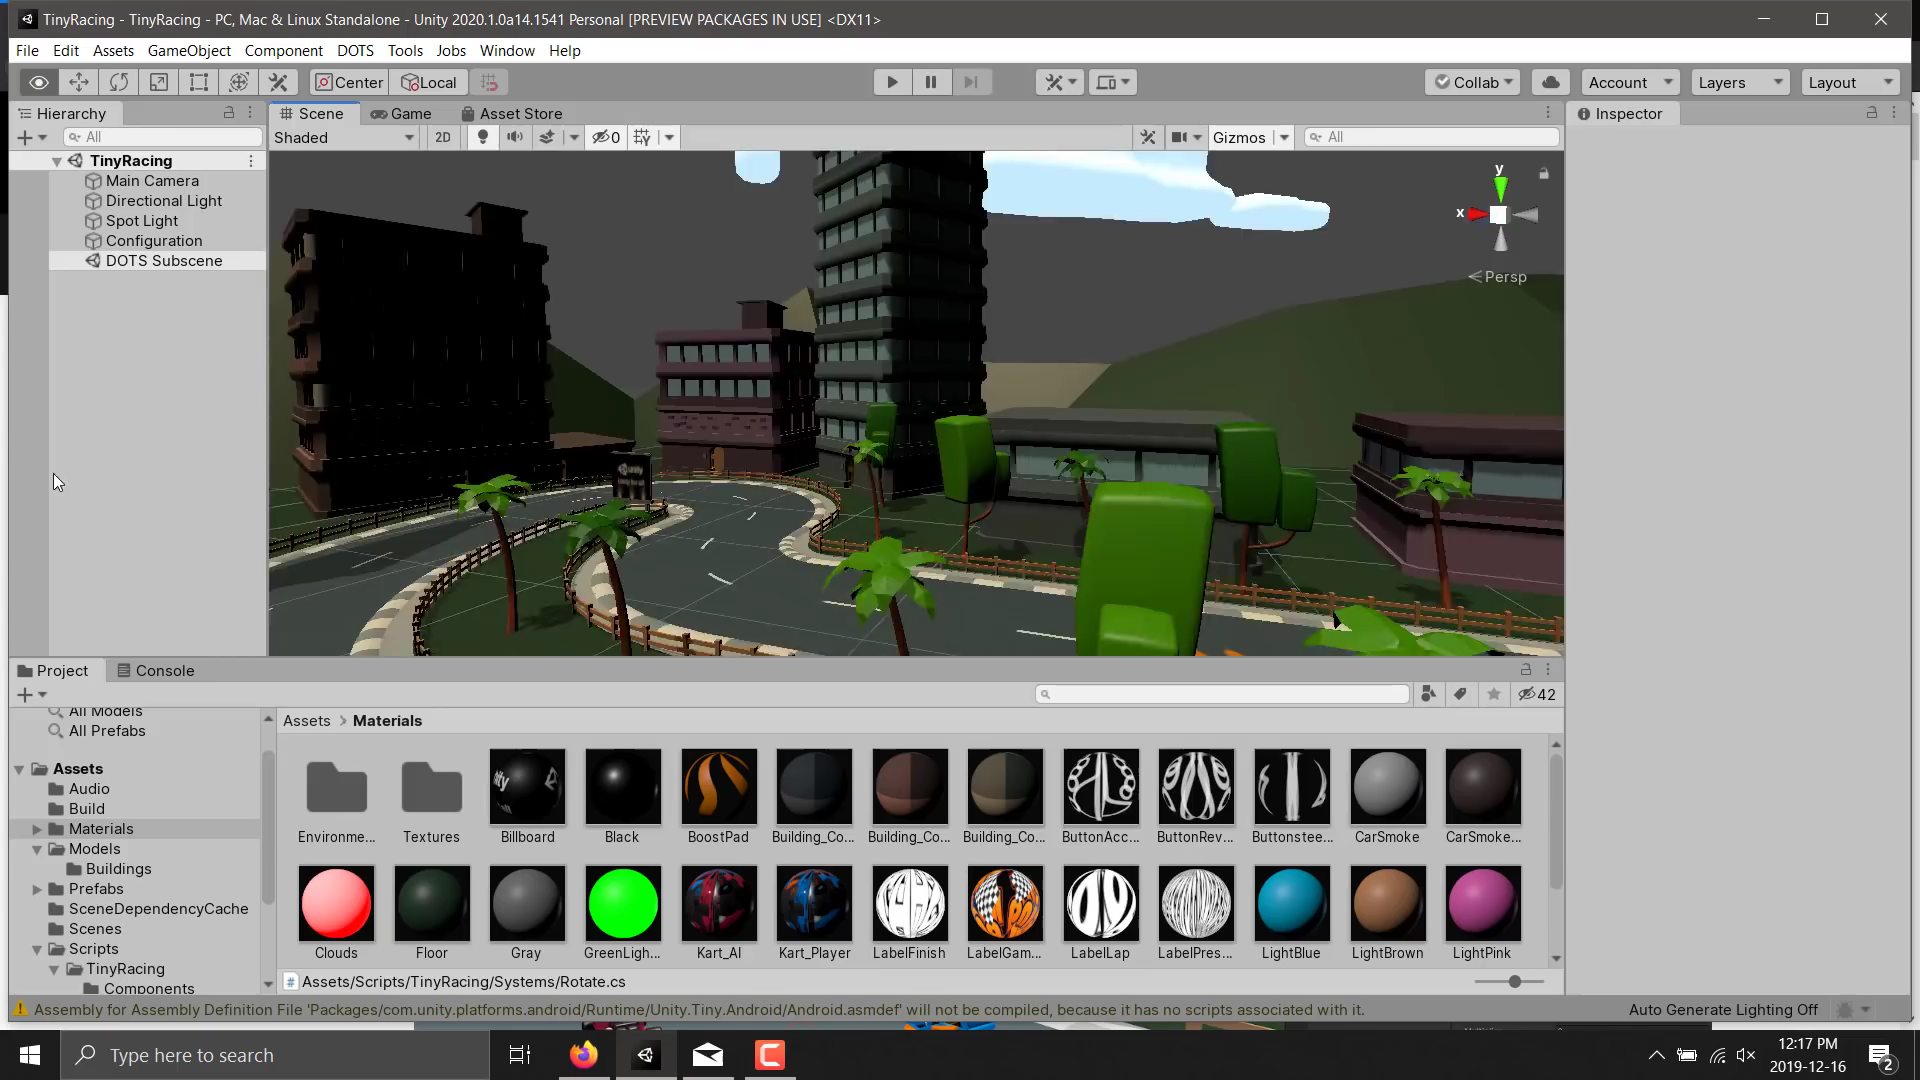 TinyRacing - TinyRacing - PC, Mac & Linux Standalone - Unity 2020.1.0a14.1541 Personal [PREVIEW PACKAGES IN USE] <DX11>
File Edit Assets GameObject Component DOTS Tools Jobs Window Help
Center Local Collab Account Layers Layout
Hierarchy Scene Game Asset Store Inspector
All Shaded 2D 0 Gizmos All
TinyRacing
Main Camera
Directional Light
Spot Light
Configuration
DOTS Subscene
y
x
Persp
unity
Project Console
42
All Models
All Prefabs
Assets
Audio
Build
Materials
Models
Buildings
Prefabs
SceneDependencyCache
Scenes
Scripts
TinyRacing
Components
Assets > Materials
Environme... Textures Billboard Black BoostPad Building_Co... Building_Co... Building_Co... ButtonAcc... ButtonRev... Buttonstee... CarSmoke CarSmoke...
Clouds Floor Gray GreenLigh... Kart_AI Kart_Player LabelFinish LabelGam... LabelLap LabelPres... LightBlue LightBrown LightPink
Assets/Scripts/TinyRacing/Systems/Rotate.cs
Assembly for Assembly Definition File 'Packages/com.unity.platforms.android/Runtime/Unity.Tiny.Android/Android.asmdef' will not be compiled, because it has no scripts associated with it.
Auto Generate Lighting Off
Type here to search
12:17 PM
2019-12-16
2